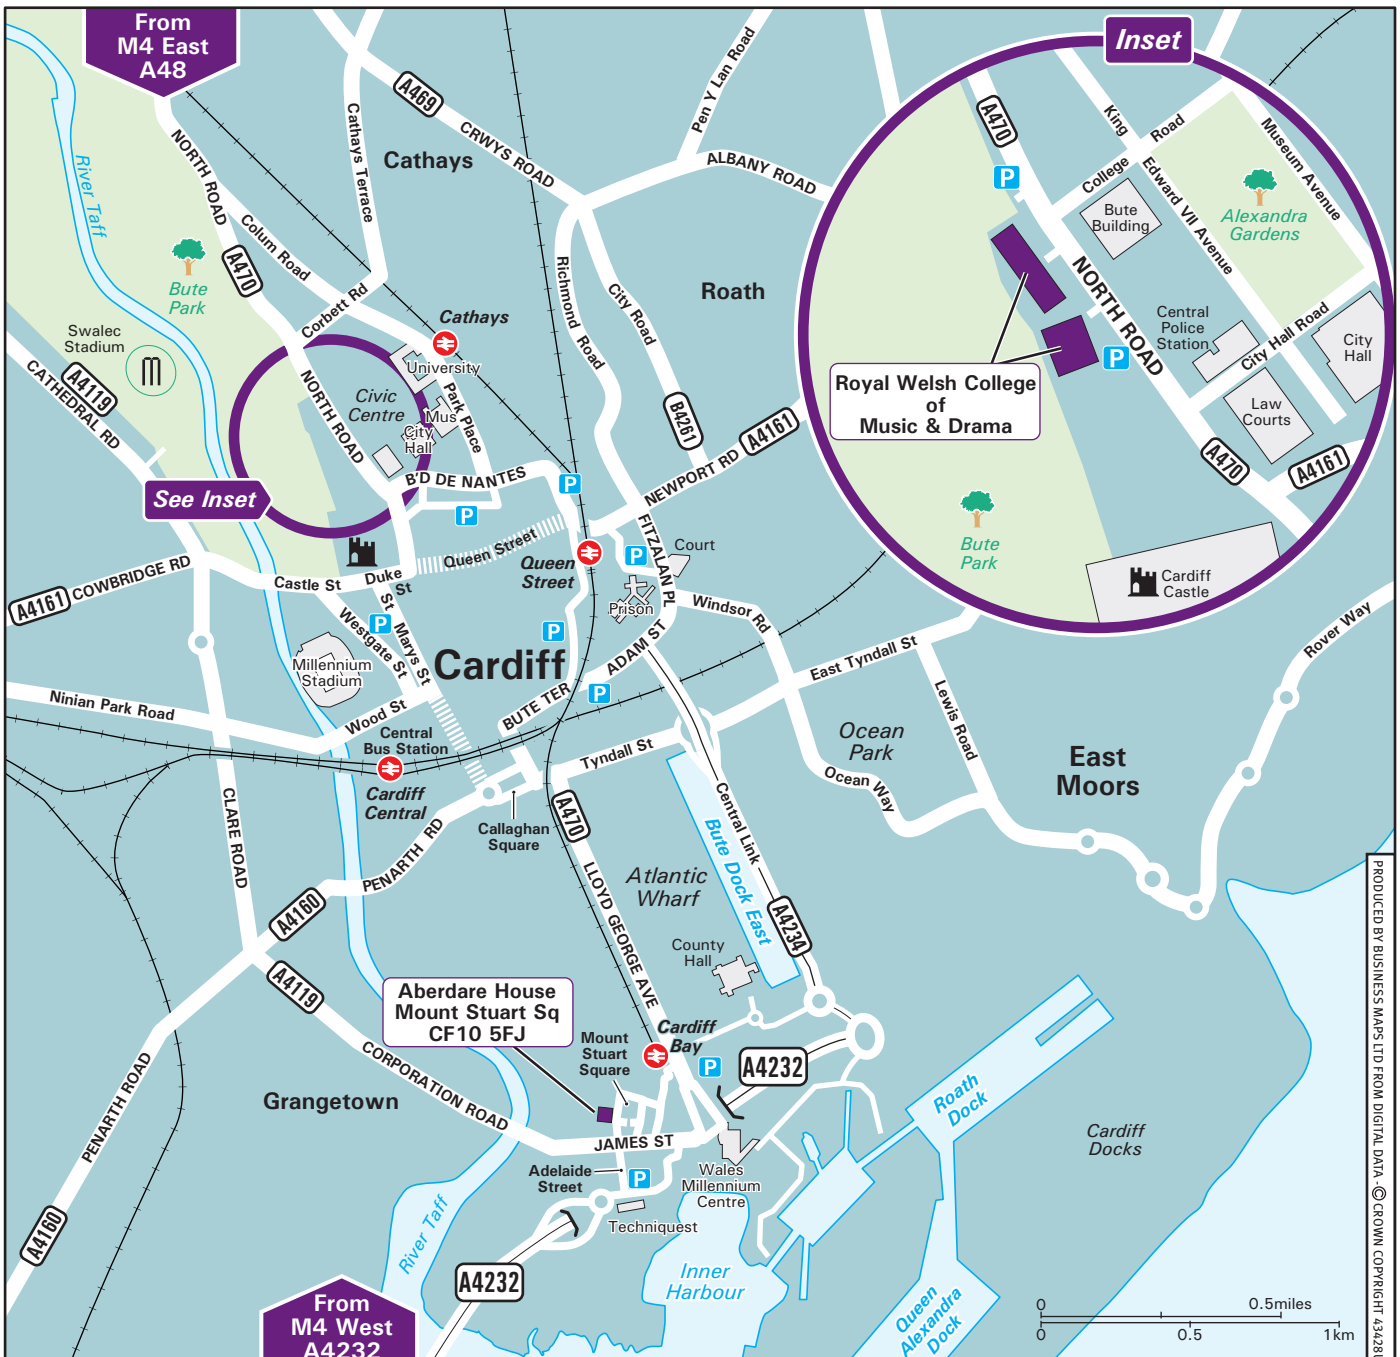 From
M4 East
A48
Inset
A469
CRWYS ROAD
Pen Y Lan Road
ALBANY ROAD
Cathays
Cathays Terrace
NORTH ROAD
River Taff
Colum Road
A470
Bute
Park
Corbett Rd
Cathays
Richmond Road
City Road
Roath
Swalec
Stadium
A4119
CATHEDRAL RD
NORTH ROAD
Civic
Centre
University
Mus
City
Hall
Park Place
B4261
A4161
NEWPORT RD
B'D DE NANTES
P
P
See Inset
Queen Street
Queen
Street
P
FITZALAN PL
Court
Prison
Windsor
Rd
A4161
COWBRIDGE RD
Castle St
Duke
St
St Marys St
P
Westgate St
Millennium
Stadium
Cardiff
P
ADAM ST
P
BUTE TER
East Tyndall St
Rover Way
Ninian Park Road
Wood St
Central
Bus Station
Cardiff
Central
Tyndall St
Ocean
Park
Lewis Road
East
Moors
Ocean Way
Central Link
Bute Dock East
A4234
CLARE ROAD
PENARTH RD
Callaghan
Square
A470
LLOYD GEORGE AVE
Atlantic
Wharf
County
Hall
A4160
A4119
Aberdare House
Mount Stuart Sq
CF10 5FJ
Mount
Stuart
Square
Cardiff
Bay
P
A4232
CORPORATION ROAD
Grangetown
PENARTH ROAD
A4160
JAMES ST
Adelaide
Street
P
Wales
Millennium
Centre
Techniquest
River Taff
A4232
Roath
Dock
Cardiff
Docks
Inner
Harbour
Queen
Alexandra
Dock
From
M4 West
A4232
0
0.5miles
0
0.5
1km
A470
P
King
Edward VII Avenue
College
Road
Museum Avenue
Bute
Building
Alexandra
Gardens
NORTH ROAD
Central
Police
Station
City Hall Road
City
Hall
P
Royal Welsh College
of
Music & Drama
Law
Courts
A470
A4161
Bute
Park
Cardiff
Castle
PRODUCED BY BUSINESS MAPS LTD FROM DIGITAL DATA - © CROWN COPYRIGHT 43428U